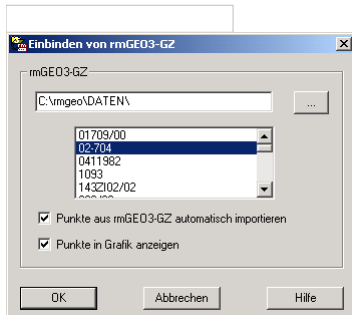 Einbinden von rmGEO3-GZ
rmGEO3-GZ
C:\rmgeo\DATEN\
...
01709/00
02-704
0411982
1093
143ZI02/02
Punkte aus rmGEO3-GZ automatisch importieren
Punkte in Grafik anzeigen
OK
Abbrechen
Hilfe